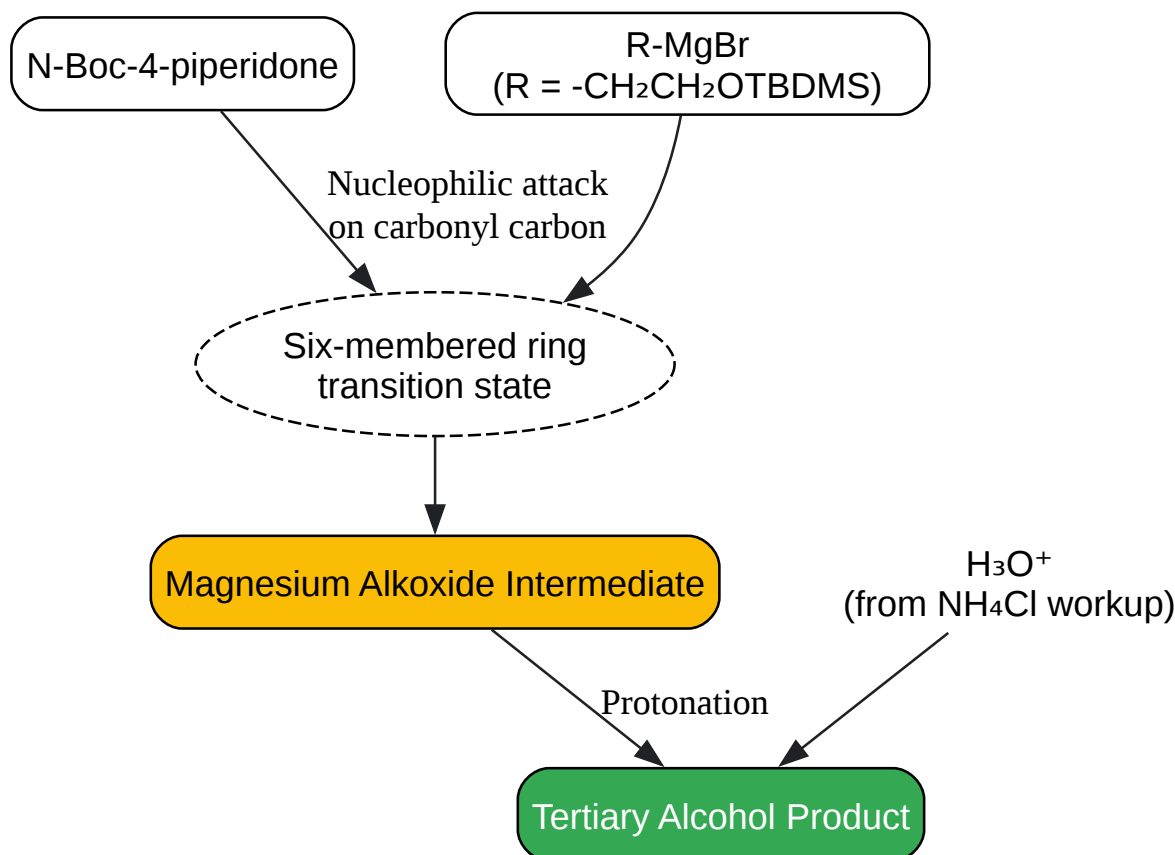 N-Boc-4-piperidone
R-MgBr
(R = -CH₂CH₂OTBDMS)
Nucleophilic attack
on carbonyl carbon
Six-membered ring
transition state
Magnesium Alkoxide Intermediate
H₃O⁺
(from NH₄Cl workup)
Protonation
Tertiary Alcohol Product